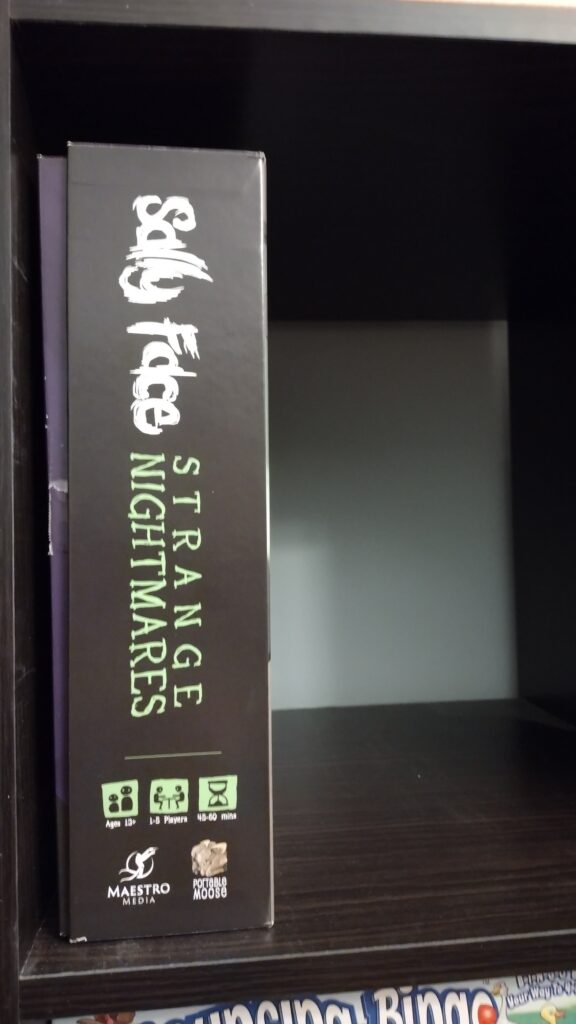 Sally Face
STRANGE
NIGHTMARES
Ages 13+
1-5 Players
45-60 mins
MAESTRO
MEDIA
PORTABLE
MOOSE
Bingo